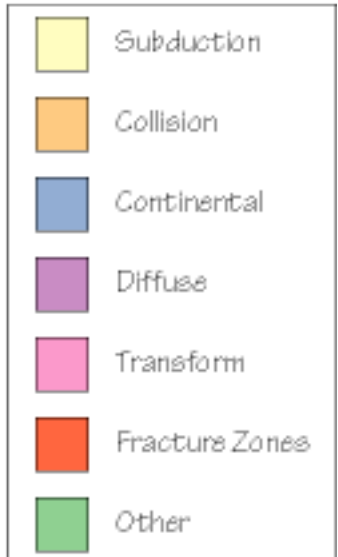 Subduction
Collision
Continental
Diffuse
Transform
Fracture Zones
Other